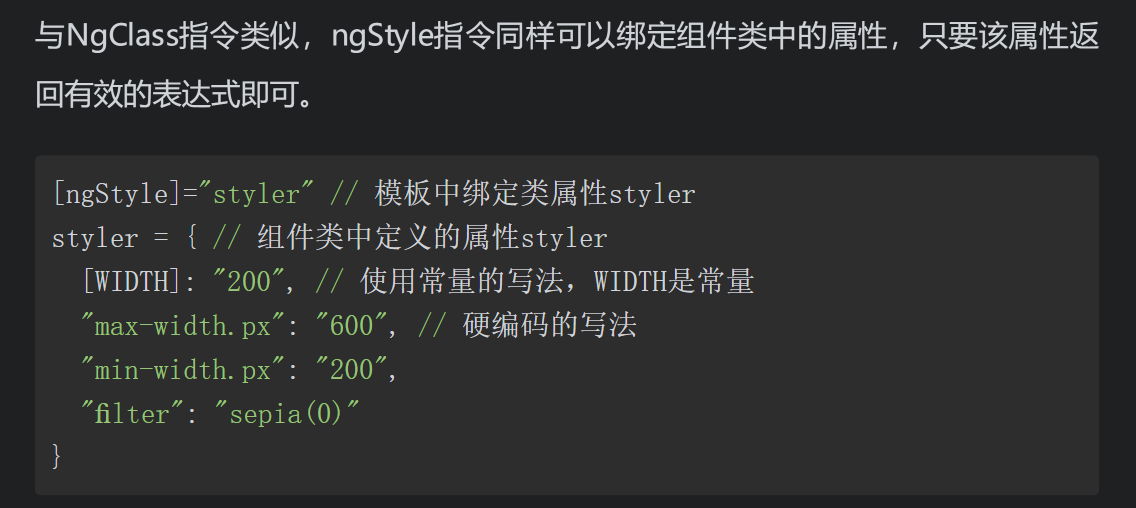 与NgClass指令类似，ngStyle指令同样可以绑定组件类中的属性，只要该属性返
回有效的表达式即可。
[ngStyle]="styler" // 模板中绑定类属性styler
styler = { // 组件类中定义的属性styler
  [WIDTH]: "200", // 使用常量的写法，WIDTH是常量
  "max-width.px": "600", // 硬编码的写法
  "min-width.px": "200",
  "filter": "sepia(0)"
}